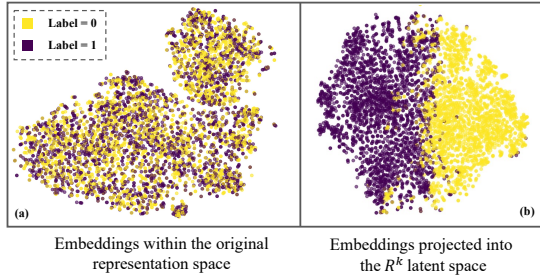 Label = 0
Label = 1
(a)
(b)
Embeddings within the original
representation space
Embeddings projected into
the R^k latent space